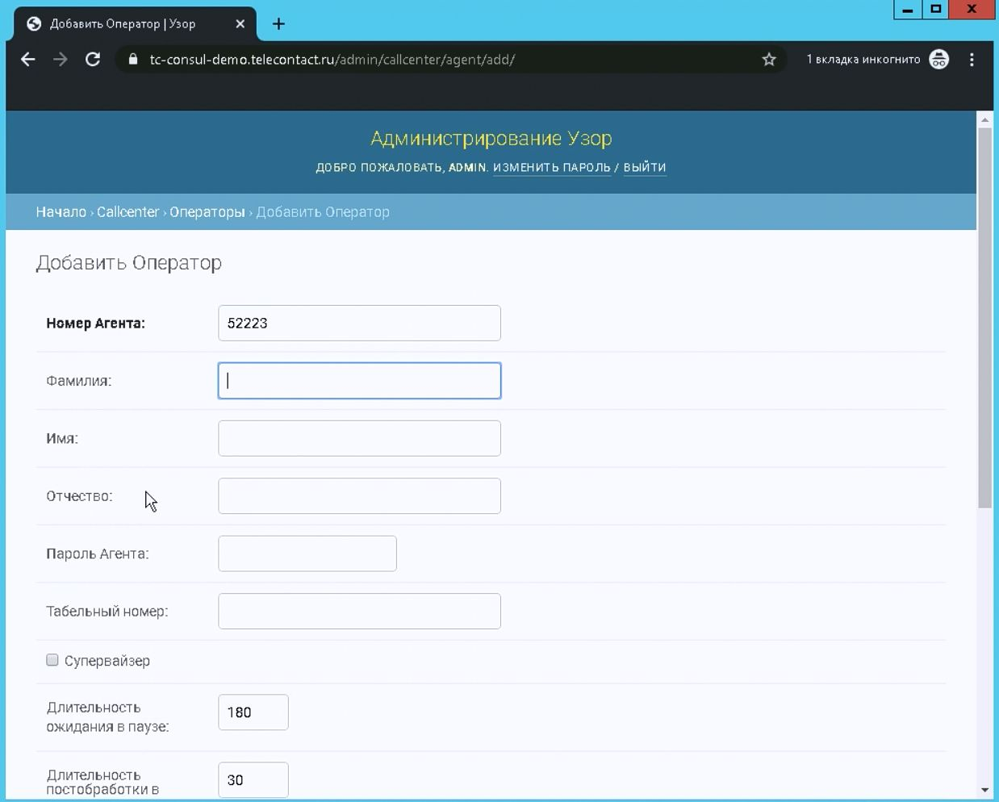 Добавить Оператор | Узор
tc-consul-demo.telecontact.ru/admin/callcenter/agent/add/
1 вкладка инкогнито
Администрирование Узор
ДОБРО ПОЖАЛОВАТЬ, ADMIN. ИЗМЕНИТЬ ПАРОЛЬ / ВЫЙТИ
Начало › Callcenter › Операторы › Добавить Оператор
Добавить Оператор
Номер Агента: 52223
Фамилия:
Имя:
Отчество:
Пароль Агента:
Табельный номер:
Супервайзер
Длительность
ожидания в паузе: 180
Длительность
постобработки в 30